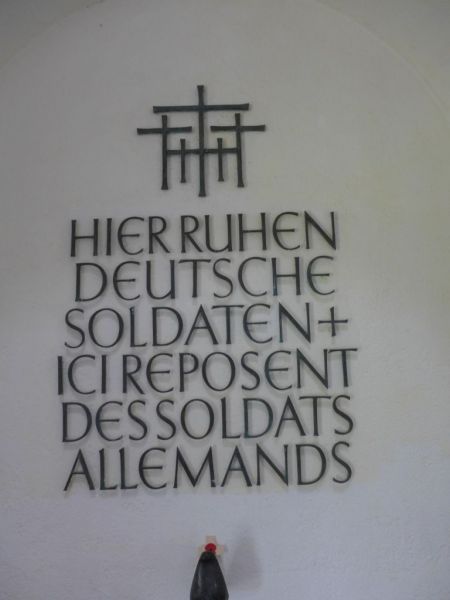 HIER RUHEN
DEUTSCHE
SOLDATEN +
ICI REPOSENT
DES SOLDATS
ALLEMANDS